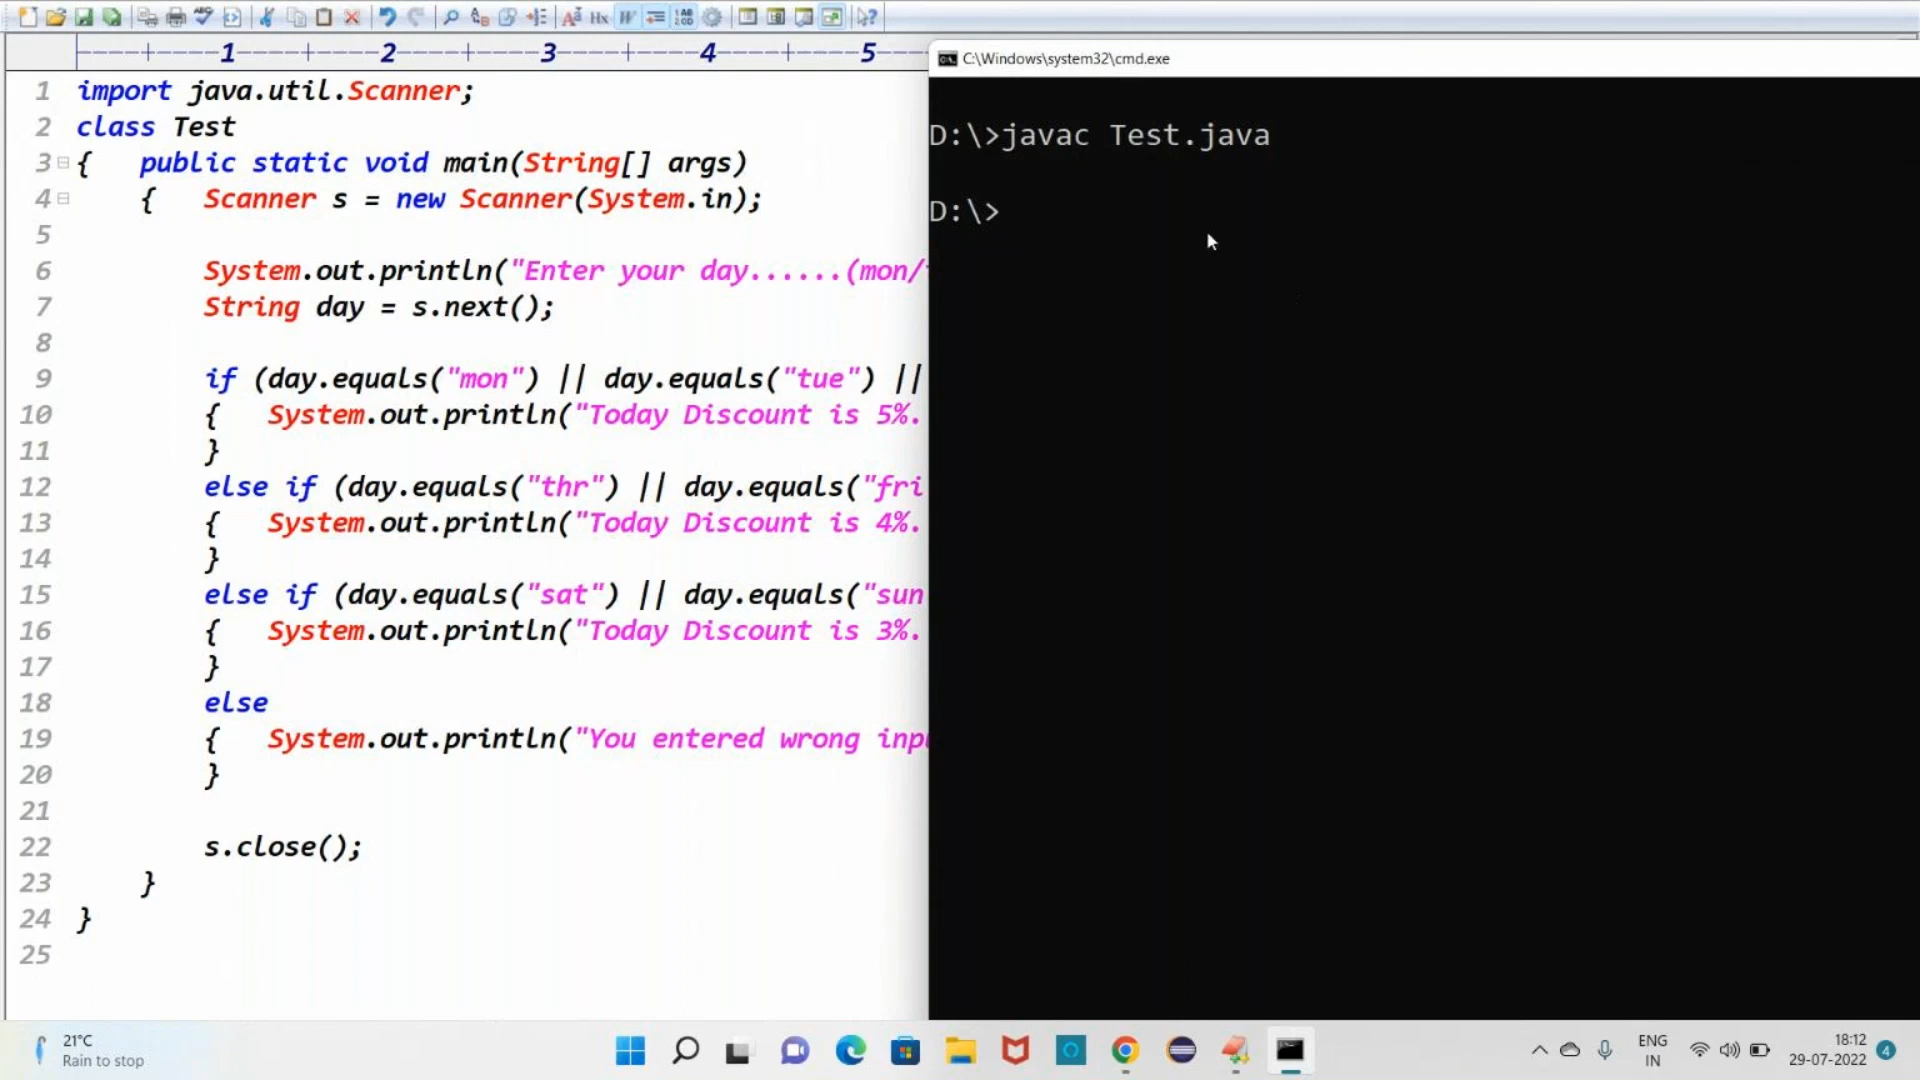 ----+----1----+----2----+----3----+----4----+----5----
1 import java.util.Scanner;
2 class Test
3 { public static void main(String[] args)
4 { Scanner s = new Scanner(System.in);
5
6 System.out.println("Enter your day......(mon/
7 String day = s.next();
8
9 if (day.equals("mon") || day.equals("tue") ||
10 { System.out.println("Today Discount is 5%.
11 }
12 else if (day.equals("thr") || day.equals("fri
13 { System.out.println("Today Discount is 4%.
14 }
15 else if (day.equals("sat") || day.equals("sun
16 { System.out.println("Today Discount is 3%.
17 }
18 else
19 { System.out.println("You entered wrong inp
20 }
21
22 s.close();
23 }
24 }
25
C:\Windows\system32\cmd.exe
D:\>javac Test.java
D:\>
21°C
Rain to stop
ENG
IN
18:12
29-07-2022
4